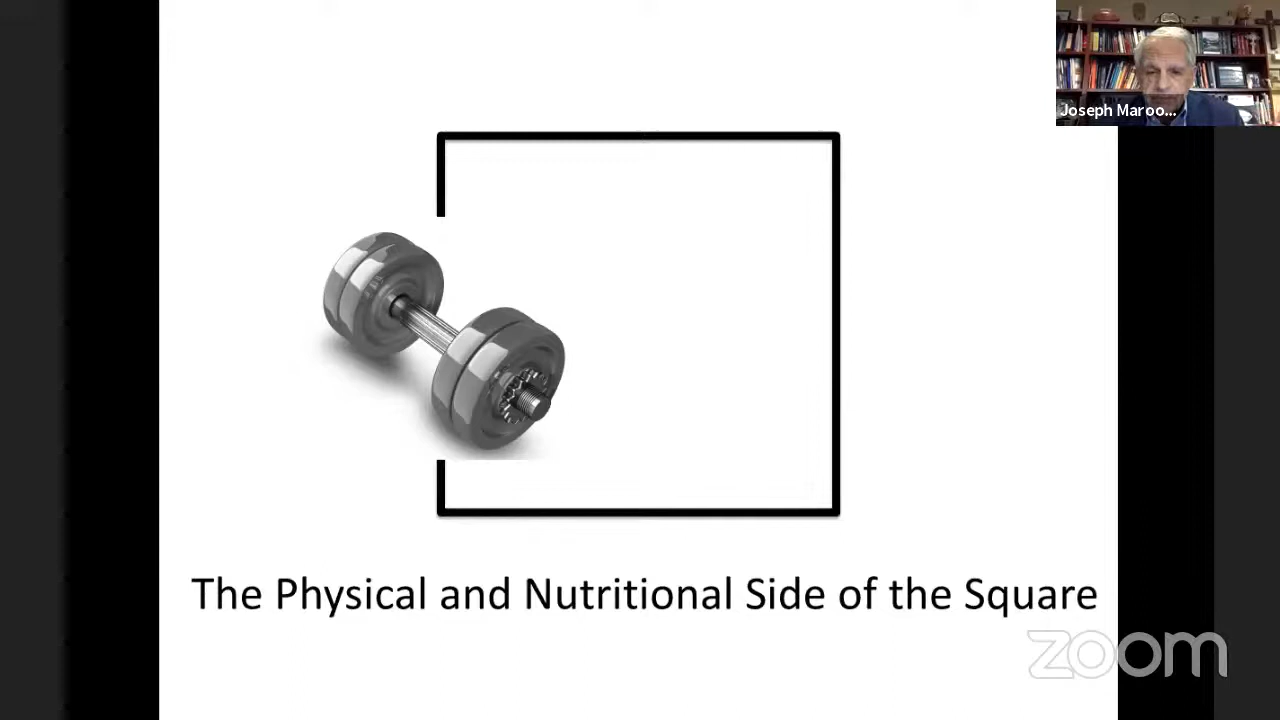 Joseph Maroo...
The Physical and Nutritional Side of the Square
zoom